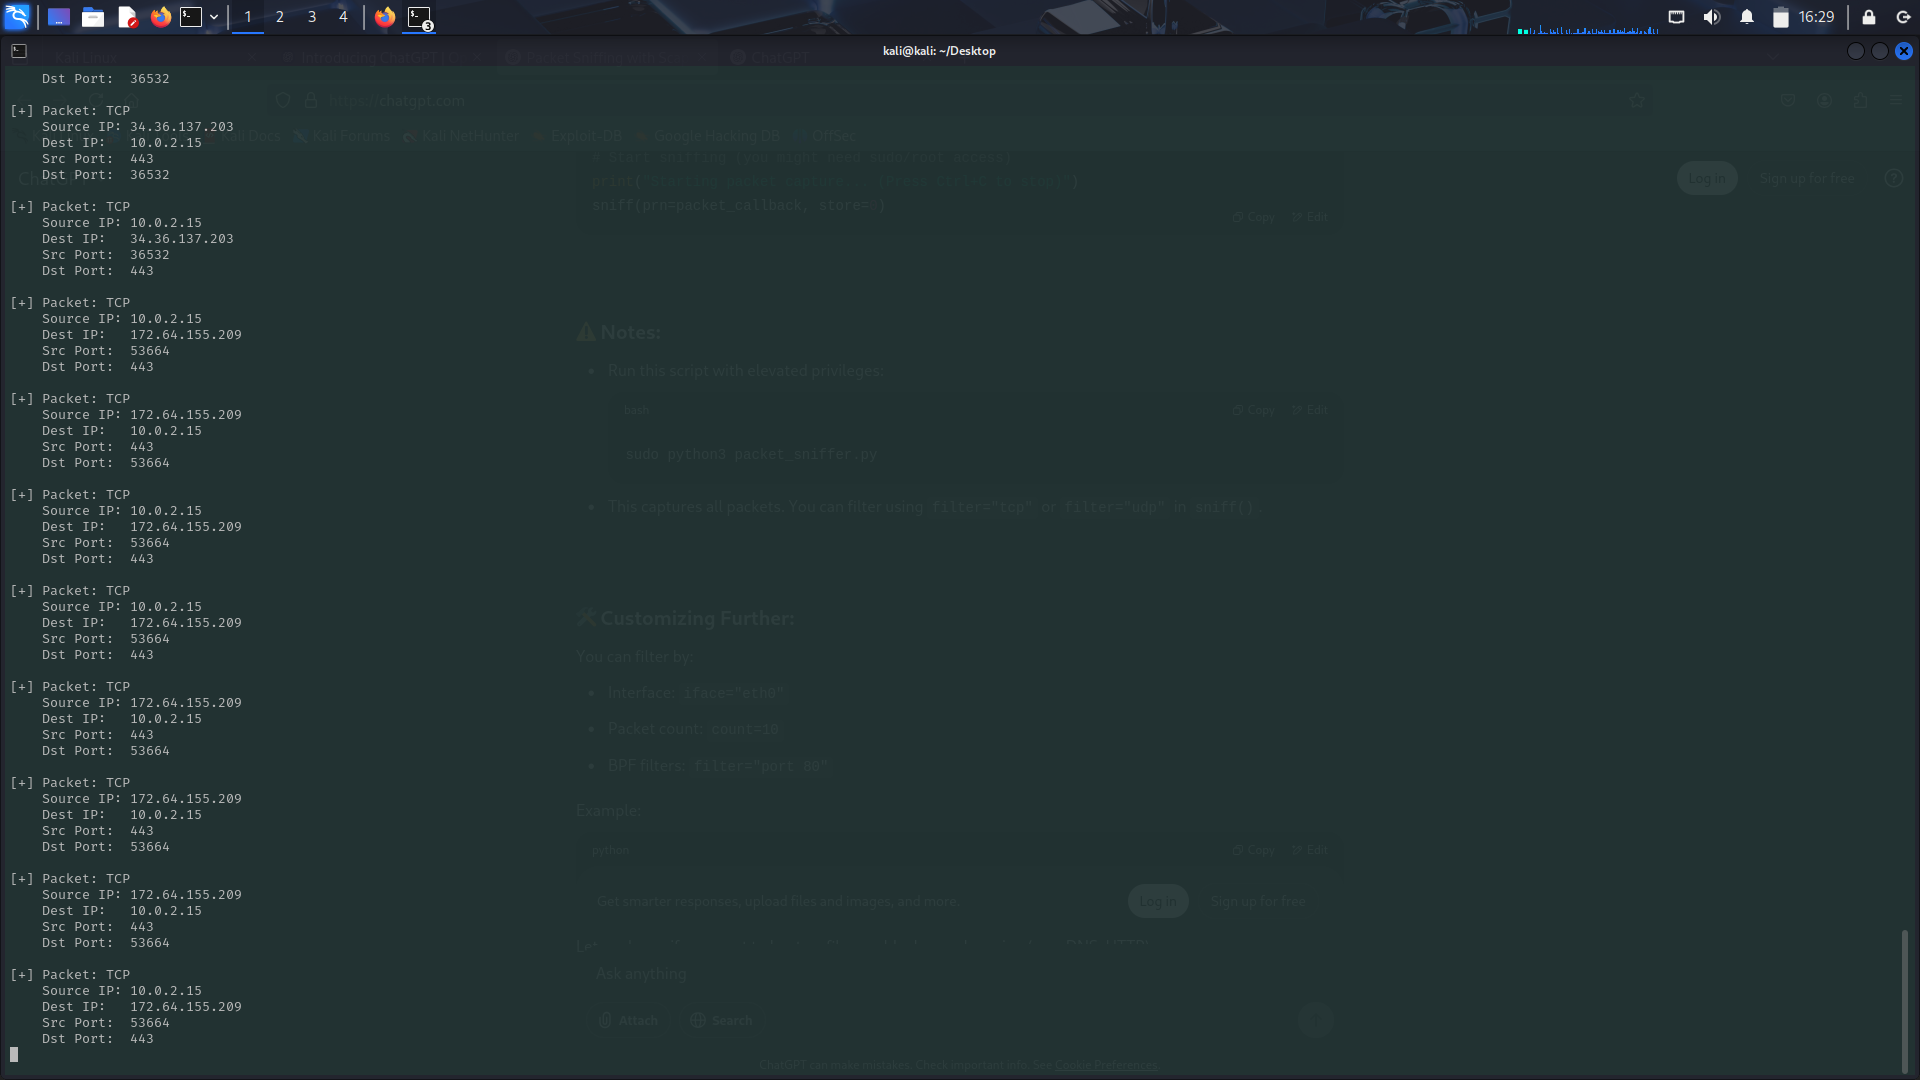 1 2 3 4 3 16:29
kali@kali: ~/Desktop
Kali Linux Introducing ChatGPT ChatGPT
Dst Port: 36532
https://chatgpt.com
[+] Packet: TCP
Source IP: 34.36.137.203
Kali Docs Kali Forums Kali NetHunter Exploit-DB Google Hacking DB OffSec
Dest IP: 10.0.2.15
Src Port: 443
# Start sniffing (you might need sudo/root access)
Dst Port: 36532
ChatGPT
print("Starting packet capture... (Press Ctrl+C to stop)")
Log in Sign up for free
[+] Packet: TCP
sniff(prn=packet_callback, store=0)
Copy Edit
Source IP: 10.0.2.15
Dest IP: 34.36.137.203
Src Port: 36532
Dst Port: 443
[+] Packet: TCP
Source IP: 10.0.2.15
Dest IP: 172.64.155.209
Src Port: 53664
Dst Port: 443
⚠️ Notes:
Run this script with elevated privileges:
[+] Packet: TCP
Source IP: 172.64.155.209
Dest IP: 10.0.2.15
Src Port: 443
Dst Port: 53664
bash
Copy Edit
sudo python3 packet_sniffer.py
[+] Packet: TCP
Source IP: 10.0.2.15
Dest IP: 172.64.155.209
Src Port: 53664
Dst Port: 443
This captures all packets. You can filter using filter="tcp" or filter="udp" in sniff().
[+] Packet: TCP
Source IP: 10.0.2.15
Dest IP: 172.64.155.209
Src Port: 53664
Dst Port: 443
🛠 Customizing Further:
You can filter by:
[+] Packet: TCP
Source IP: 172.64.155.209
Dest IP: 10.0.2.15
Src Port: 443
Dst Port: 53664
Interface: iface="eth0"
Packet count: count=10
BPF filters: filter="port 80"
[+] Packet: TCP
Source IP: 172.64.155.209
Dest IP: 10.0.2.15
Src Port: 443
Dst Port: 53664
Example:
python
Copy Edit
[+] Packet: TCP
Source IP: 172.64.155.209
Dest IP: 10.0.2.15
Src Port: 443
Dst Port: 53664
Get smarter responses, upload files and images, and more.
Log in Sign up for free
[+] Packet: TCP
Source IP: 10.0.2.15
Dest IP: 172.64.155.209
Src Port: 53664
Dst Port: 443
Ask anything
Attach Search
ChatGPT can make mistakes. Check important info. See Cookie Preferences.